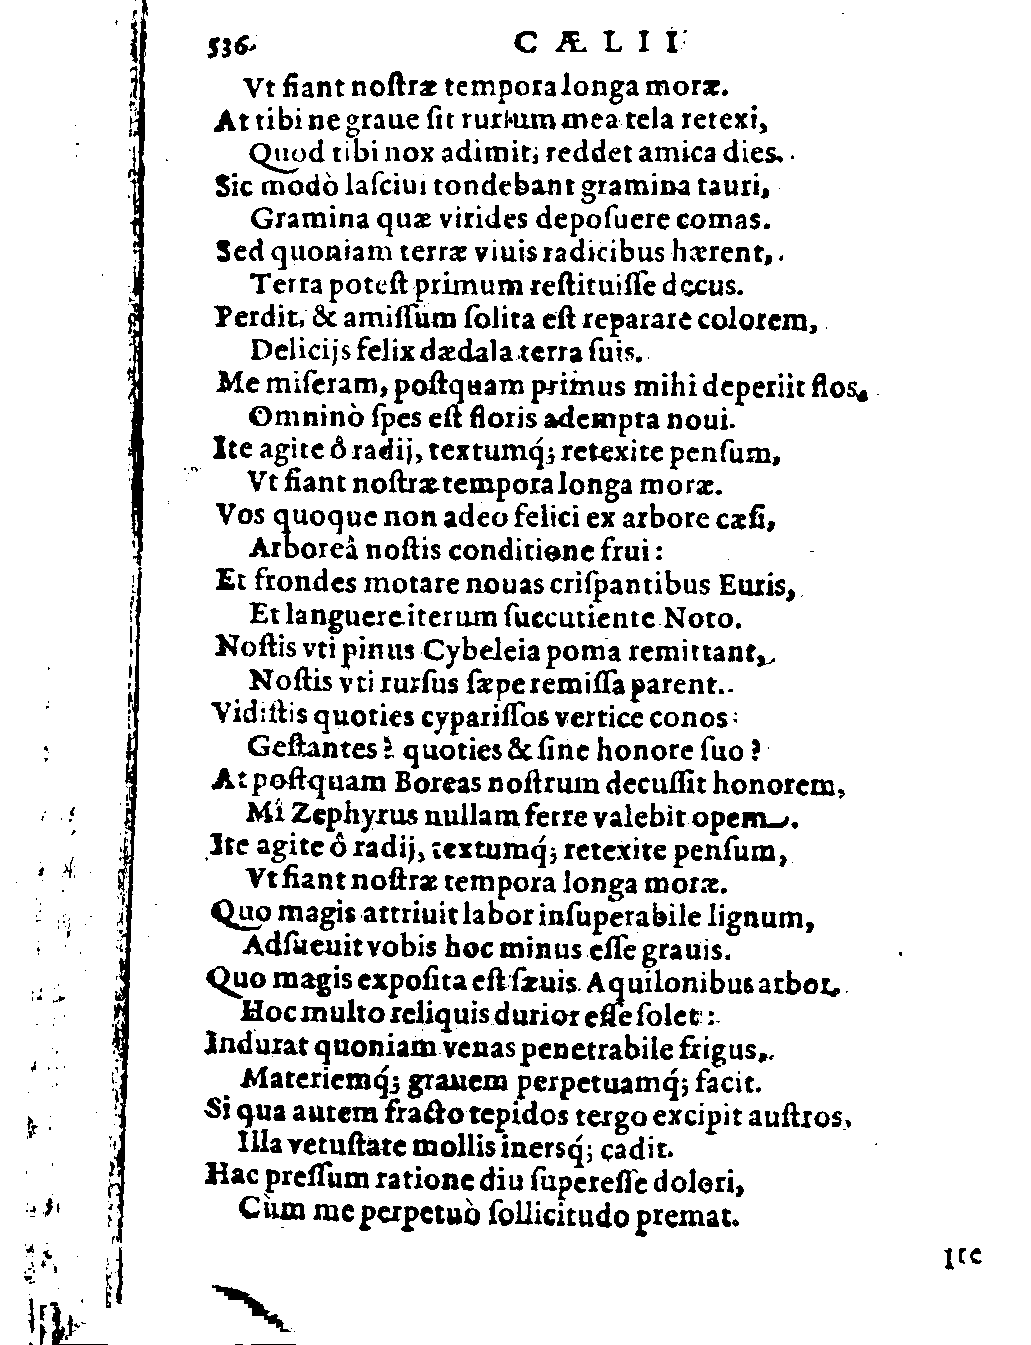 536 CÆLII
Vt fiant noſtræ tempora longa moræ.
At tibi ne graue ſit rurſum mea tela retexi,
Quod tibi nox adimit, reddet amica dies.
Sic modò laſciui tondebant gramina tauri,
Gramina quæ virides depoſuere comas.
Sed quoniam terræ viuis radicibus hærent,
Terra poteſt primum reſtituiſſe decus.
Perdit, & amiſſum ſolita eſt reparare colorem,
Delicijs felix dædala terra ſuis.
Me miſeram, poſtquam primus mihi deperiit flos,
Omninò ſpes eſt floris adempta noui.
Ite agite ô radij, textumq́; retexite penſum,
Vt fiant noſtræ tempora longa moræ.
Vos quoque non adeo felici ex arbore cæſi,
Arboreâ noſtis conditione frui:
Et frondes motare nouas criſpantibus Euris,
Et languere iterum ſuccutiente Noto.
Noſtis vti pinus Cybeleia poma remittant,
Noſtis vti rurſus ſæpe remiſſa parent.
Vidiſtis quoties cypariſſos vertice conos
Geſtantes? quoties & ſine honore ſuo?
At poſtquam Boreas noſtrum decuſſit honorem,
Mî Zephyrus nullam ferre valebit opem.
Ite agite ô radij, textumq́; retexite penſum,
Vt fiant noſtræ tempora longa moræ.
Quo magis attriuit labor inſuperabile lignum,
Adſueuit vobis hoc minus eſſe grauis.
Quo magis expoſita eſt ſæuis Aquilonibus arbor,
Hoc multo reliquis durior eſſe ſolet:
Indurat quoniam venas penetrabile frigus,
Materiemq́; grauem perpetuamq́; facit.
Si qua autem fracto tepidos tergo excipit auſtros,
Illa vetuſtate mollis inersq́; cadit.
Hac preſſum ratione diu ſupereſſe dolori,
Cùm me perpetuò ſollicitudo premat.
Ite